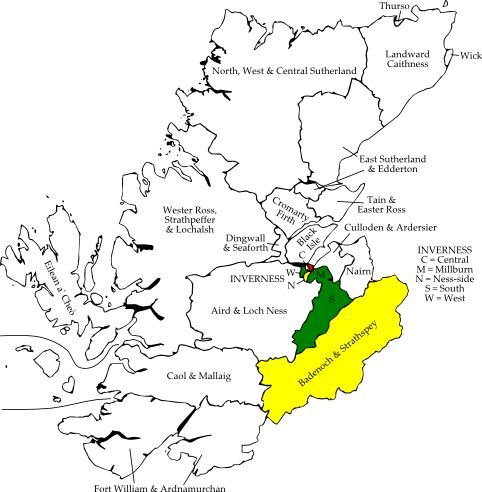 Thurso
Landward
Caithness
Wick
North, West & Central Sutherland
East Sutherland
& Edderton
Tain &
Easter Ross
Cromarty
Firth
Wester Ross,
Strathpeffer
& Lochalsh
Culloden & Ardersier
Black
Isle
Dingwall
& Seaforth
C
INVERNESS
C = Central
M = Millburn
N = Ness-side
S = South
W = West
Eilean a' Cheò
Nairn
W
M
INVERNESS
N
S
Aird & Loch Ness
Badenoch & Strathspey
Caol & Mallaig
Fort William & Ardnamurchan